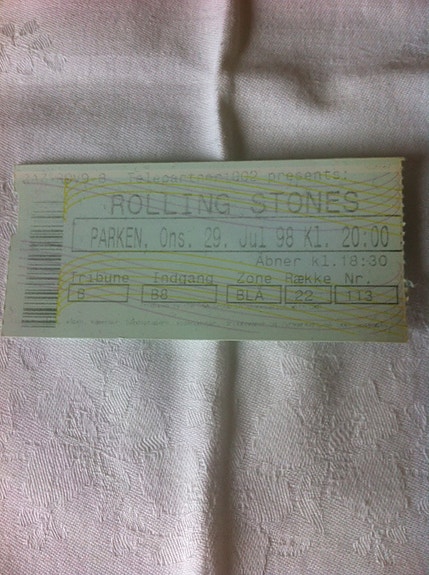 presents:
ROLLING STONES
PARKEN, Ons. 29. Jul 98 Kl. 20:00
Åbner kl.18:30
Tribune Indgang Zone Række Nr.
B B8 BLÅ 22 113